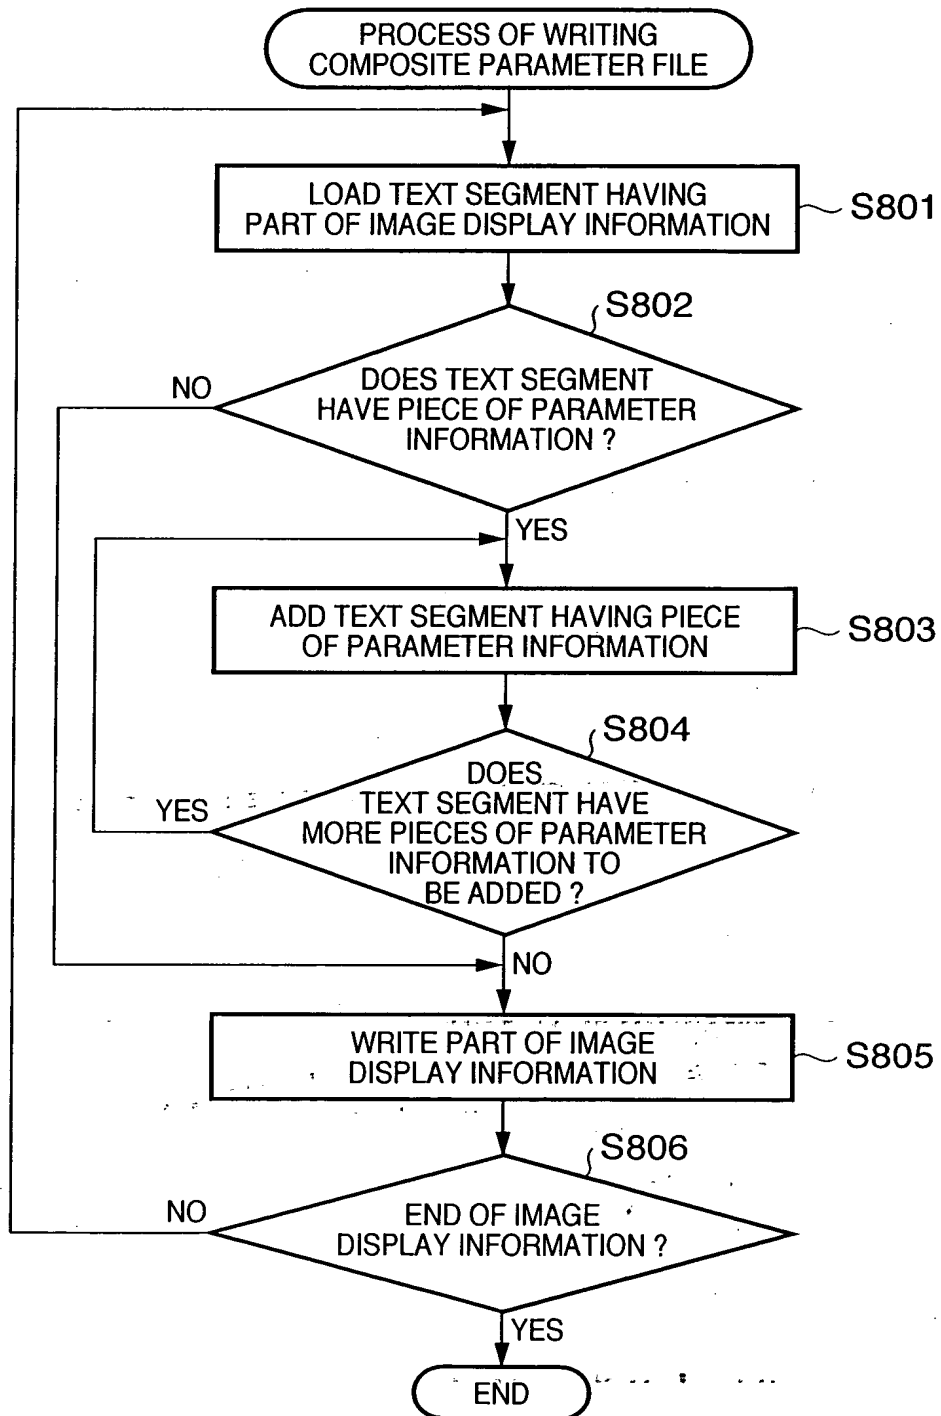 PROCESS OF WRITING
COMPOSITE PARAMETER FILE
LOAD TEXT SEGMENT HAVING
PART OF IMAGE DISPLAY INFORMATION
S801
S802
NO
DOES TEXT SEGMENT
HAVE PIECE OF PARAMETER
INFORMATION ?
YES
ADD TEXT SEGMENT HAVING PIECE
OF PARAMETER INFORMATION
S803
S804
YES
DOES
TEXT SEGMENT HAVE
MORE PIECES OF PARAMETER
INFORMATION TO
BE ADDED ?
NO
WRITE PART OF IMAGE
DISPLAY INFORMATION
S805
S806
NO
END OF IMAGE
DISPLAY INFORMATION ?
YES
END